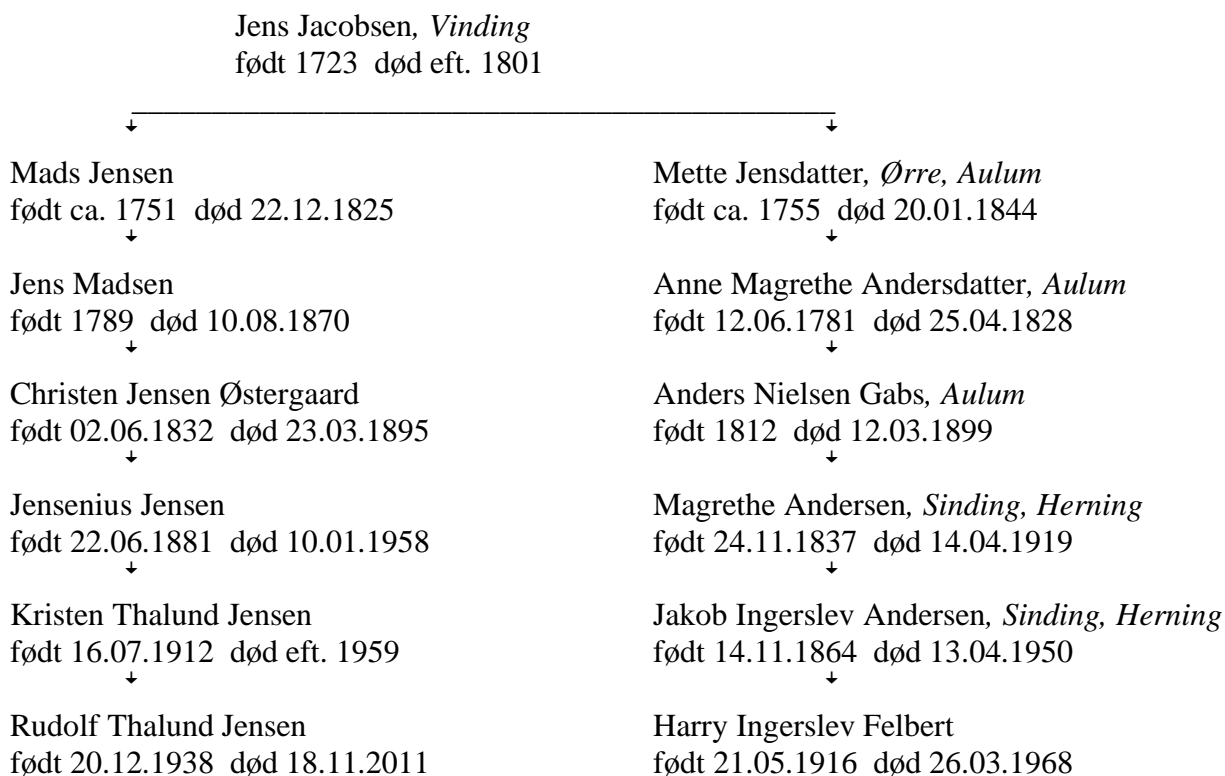 Jens Jacobsen, Vinding
født 1723  død eft. 1801
Mads Jensen
født ca. 1751  død 22.12.1825
Mette Jensdatter, Ørre, Aulum
født ca. 1755  død 20.01.1844
Jens Madsen
født 1789  død 10.08.1870
Anne Magrethe Andersdatter, Aulum
født 12.06.1781  død 25.04.1828
Christen Jensen Østergaard
født 02.06.1832  død 23.03.1895
Anders Nielsen Gabs, Aulum
født 1812  død 12.03.1899
Jensenius Jensen
født 22.06.1881  død 10.01.1958
Magrethe Andersen, Sinding, Herning
født 24.11.1837  død 14.04.1919
Kristen Thalund Jensen
født 16.07.1912  død eft. 1959
Jakob Ingerslev Andersen, Sinding, Herning
født 14.11.1864  død 13.04.1950
Rudolf Thalund Jensen
født 20.12.1938  død 18.11.2011
Harry Ingerslev Felbert
født 21.05.1916  død 26.03.1968